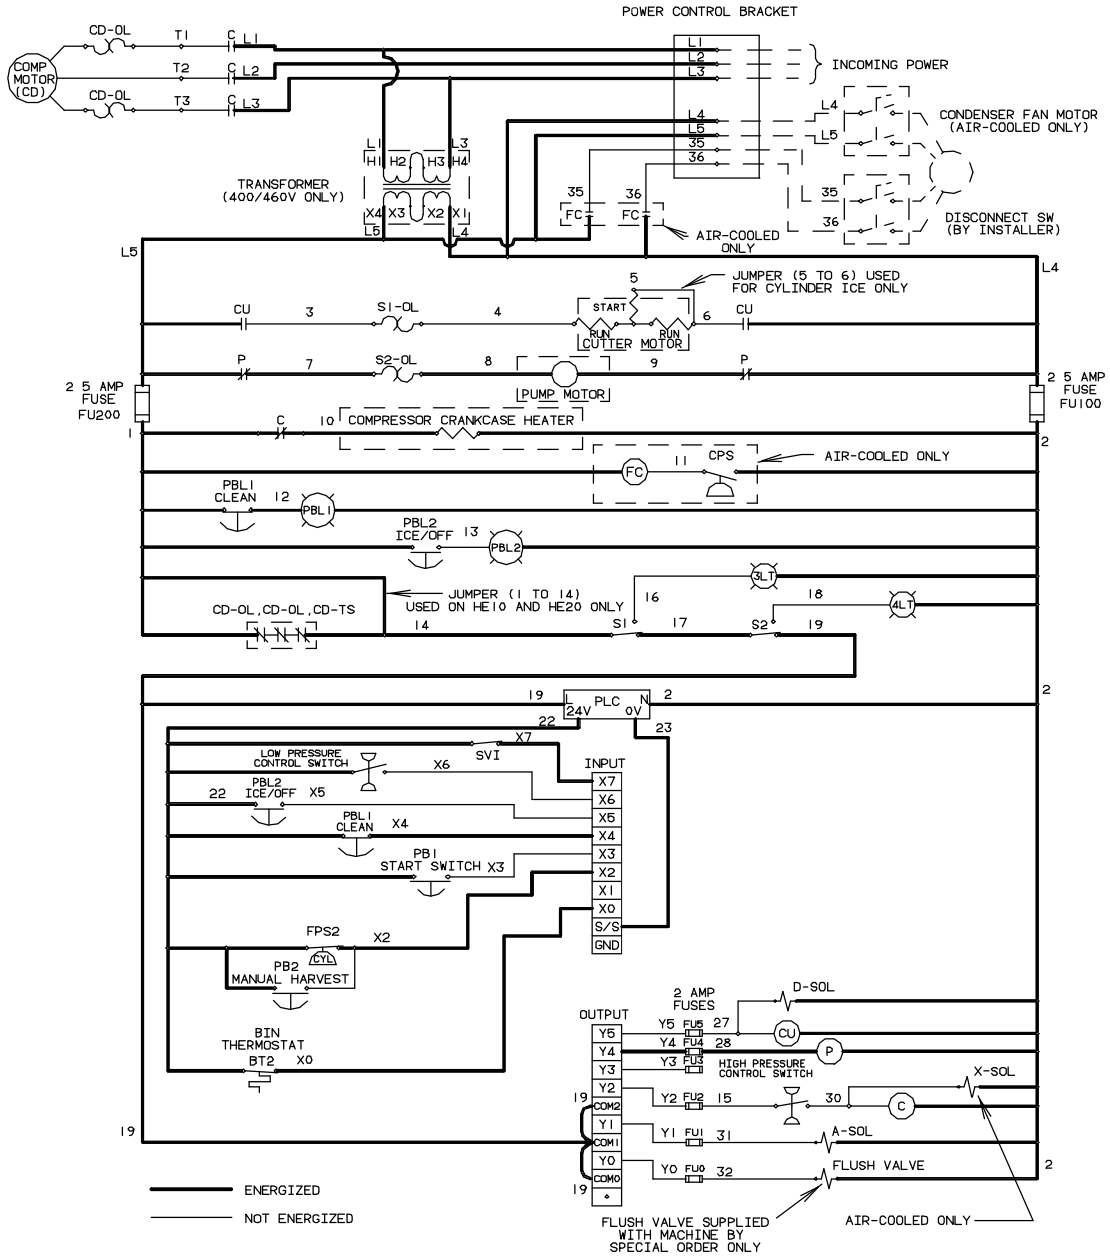 POWER CONTROL BRACKET
CD-OL T1 C L1
COMP
MOTOR
(CD)
T2 C L2
CD-OL T3 C L3
L1
L2
L3
INCOMING POWER
L4
L5
35
36
L4
L5
CONDENSER FAN MOTOR
(AIR-COOLED ONLY)
35
36
DISCONNECT SW
(BY INSTALLER)
L1 L3
H1 H2 H3 H4
TRANSFORMER
(400/460V ONLY)
X4 X3 X2 X1
L5 L4
35 36
FC FC
AIR-COOLED
ONLY
L5 L4
JUMPER (5 TO 6) USED
FOR CYLINDER ICE ONLY
CU 3 S1-OL 4 START 5 6 CU
RUN RUN
CUTTER MOTOR
P 7 S2-OL 8 9 P
PUMP MOTOR
2 5 AMP
FUSE
FU200
2 5 AMP
FUSE
FU100
1 C 10 COMPRESSOR CRANKCASE HEATER 2
FC 11 CPS AIR-COOLED ONLY
PBL1
CLEAN 12 PBL1
PBL2
ICE/OFF 13 PBL2
JUMPER (1 TO 14)
USED ON HE10 AND HE20 ONLY
3LT
16
18 4LT
CD-OL,CD-OL,CD-TS
14 S1 17 S2 19
2
19 L PLC N 2
24V 0V
22 23
SV1 X7
LOW PRESSURE
CONTROL SWITCH X6
PBL2
22 ICE/OFF X5
PBL1
CLEAN X4
PB1
START SWITCH X3
INPUT
X7
X6
X5
X4
X3
X2
X1
X0
S/S
GND
FPS2 X2
CYL
PB2
MANUAL HARVEST
BIN
THERMOSTAT
BT2 X0
D-SOL
2 AMP
FUSES
OUTPUT
Y5 Y5 FU5 27 CU
Y4 Y4 FU4 28 P
Y3 Y3 FU3
HIGH PRESSURE
CONTROL SWITCH
X-SOL
Y2 Y2 FU2 15 30 C
19 COM2
Y1 Y1 FU1 31 A-SOL
19 COM1
Y0 Y0 FU0 32 FLUSH VALVE 2
19 COM0
ENERGIZED
NOT ENERGIZED
FLUSH VALVE SUPPLIED
WITH MACHINE BY
SPECIAL ORDER ONLY
AIR-COOLED ONLY